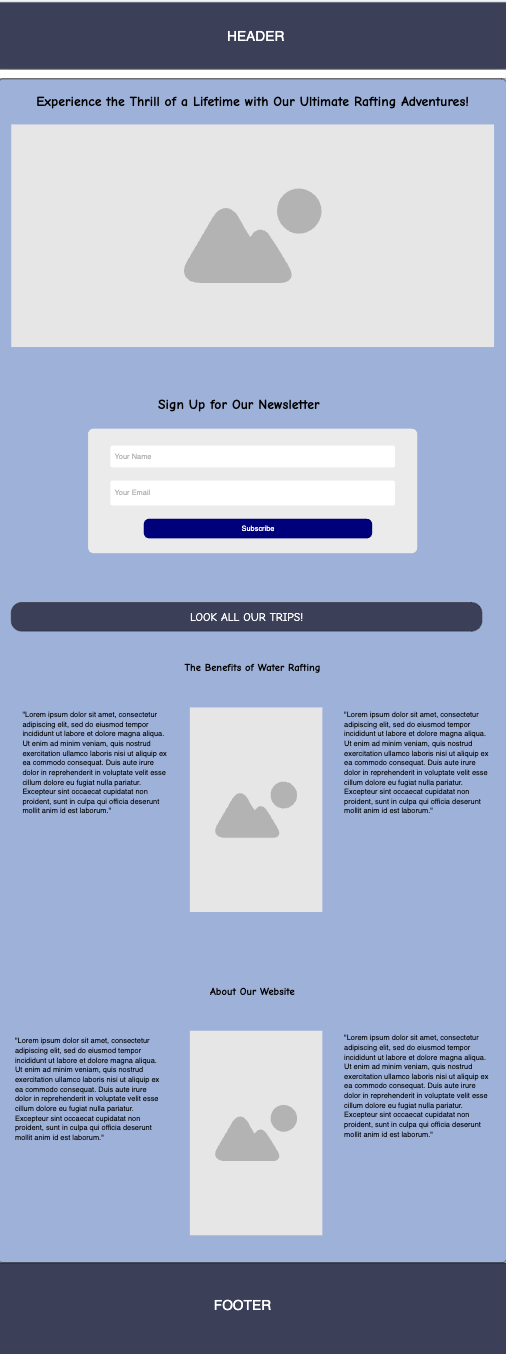 HEADER
Experience the Thrill of a Lifetime with Our Ultimate Rafting Adventures!
Sign Up for Our Newsletter
Your Name
Your Email
Subscribe
LOOK ALL OUR TRIPS!
The Benefits of Water Rafting
"Lorem ipsum dolor sit amet, consectetur
adipiscing elit, sed do eiusmod tempor
incididunt ut labore et dolore magna aliqua.
Ut enim ad minim veniam, quis nostrud
exercitation ullamco laboris nisi ut aliquip ex
ea commodo consequat. Duis aute irure
dolor in reprehenderit in voluptate velit esse
cillum dolore eu fugiat nulla pariatur.
Excepteur sint occaecat cupidatat non
proident, sunt in culpa qui officia deserunt
mollit anim id est laborum."
"Lorem ipsum dolor sit amet, consectetur
adipiscing elit, sed do eiusmod tempor
incididunt ut labore et dolore magna aliqua.
Ut enim ad minim veniam, quis nostrud
exercitation ullamco laboris nisi ut aliquip ex
ea commodo consequat. Duis aute irure
dolor in reprehenderit in voluptate velit esse
cillum dolore eu fugiat nulla pariatur.
Excepteur sint occaecat cupidatat non
proident, sunt in culpa qui officia deserunt
mollit anim id est laborum."
About Our Website
"Lorem ipsum dolor sit amet, consectetur
adipiscing elit, sed do eiusmod tempor
incididunt ut labore et dolore magna aliqua.
Ut enim ad minim veniam, quis nostrud
exercitation ullamco laboris nisi ut aliquip ex
ea commodo consequat. Duis aute irure
dolor in reprehenderit in voluptate velit esse
cillum dolore eu fugiat nulla pariatur.
Excepteur sint occaecat cupidatat non
proident, sunt in culpa qui officia deserunt
mollit anim id est laborum."
"Lorem ipsum dolor sit amet, consectetur
adipiscing elit, sed do eiusmod tempor
incididunt ut labore et dolore magna aliqua.
Ut enim ad minim veniam, quis nostrud
exercitation ullamco laboris nisi ut aliquip ex
ea commodo consequat. Duis aute irure
dolor in reprehenderit in voluptate velit esse
cillum dolore eu fugiat nulla pariatur.
Excepteur sint occaecat cupidatat non
proident, sunt in culpa qui officia deserunt
mollit anim id est laborum."
FOOTER